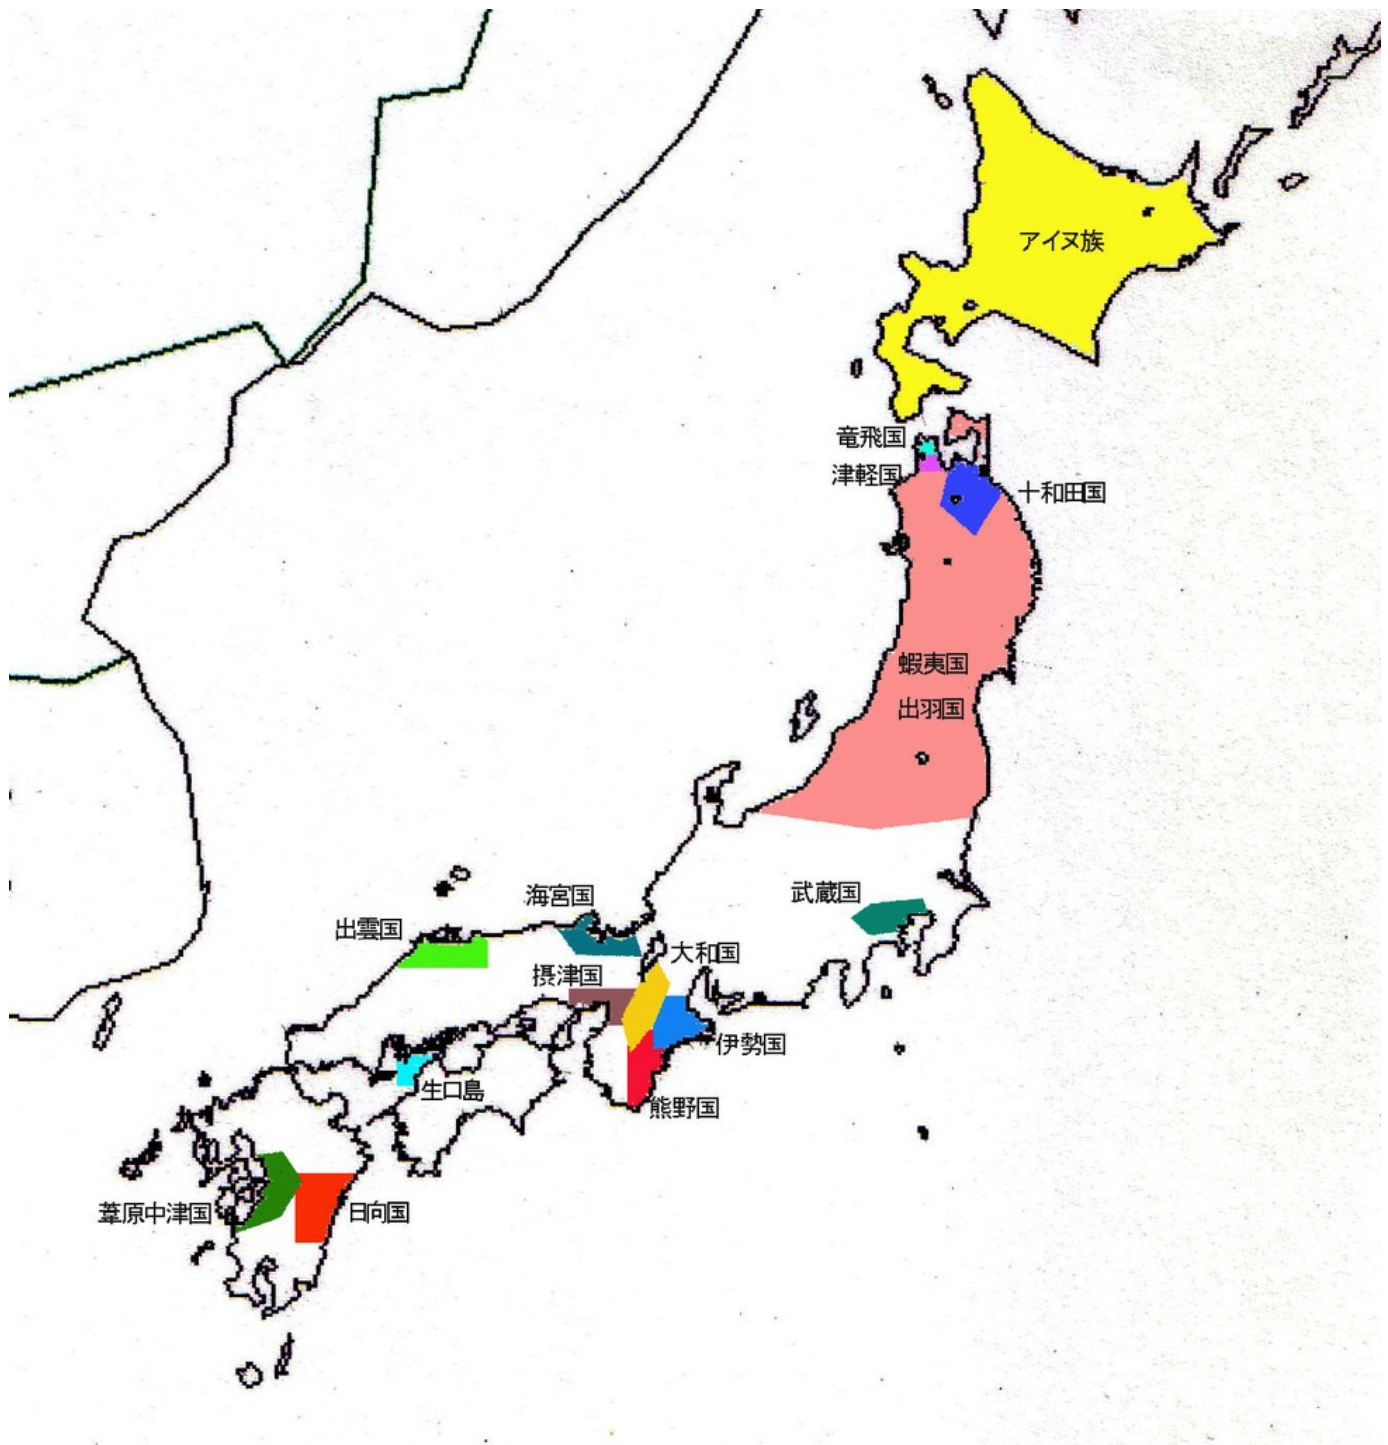 アイヌ族
竜飛国
津軽国
十和田国
蝦夷国
出羽国
海宮国
武蔵国
出雲国
大和国
摂津国
伊勢国
生口島
熊野国
葦原中津国
日向国